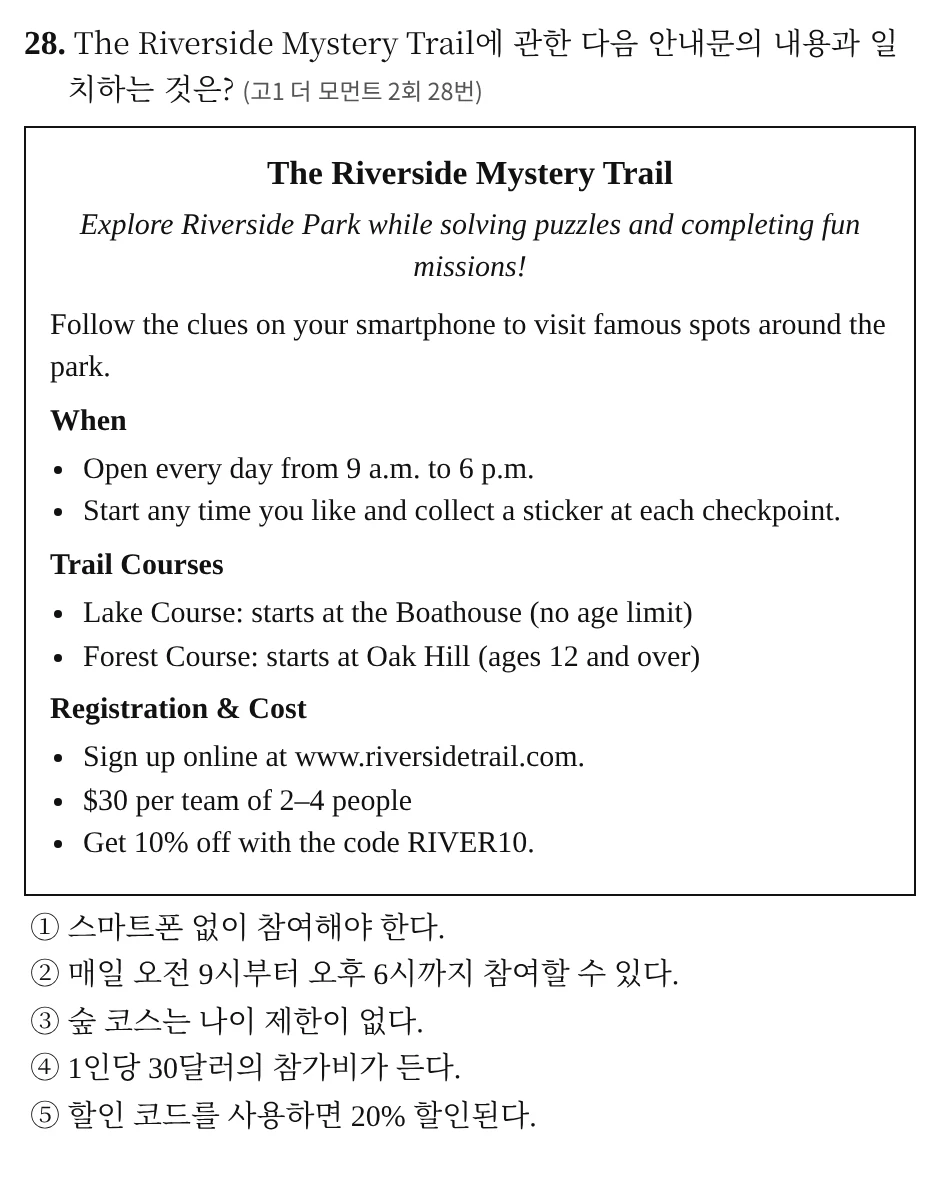 28. The Riverside Mystery Trail에 관한 다음 안내문의 내용과 일
치하는 것은? (고1 더 모먼트 2회 28번)
The Riverside Mystery Trail
Explore Riverside Park while solving puzzles and completing fun
missions!
Follow the clues on your smartphone to visit famous spots around the
park.
When
• Open every day from 9 a.m. to 6 p.m.
• Start any time you like and collect a sticker at each checkpoint.
Trail Courses
• Lake Course: starts at the Boathouse (no age limit)
• Forest Course: starts at Oak Hill (ages 12 and over)
Registration & Cost
• Sign up online at www.riversidetrail.com.
• $30 per team of 2–4 people
• Get 10% off with the code RIVER10.
① 스마트폰 없이 참여해야 한다.
② 매일 오전 9시부터 오후 6시까지 참여할 수 있다.
③ 숲 코스는 나이 제한이 없다.
④ 1인당 30달러의 참가비가 든다.
⑤ 할인 코드를 사용하면 20% 할인된다.